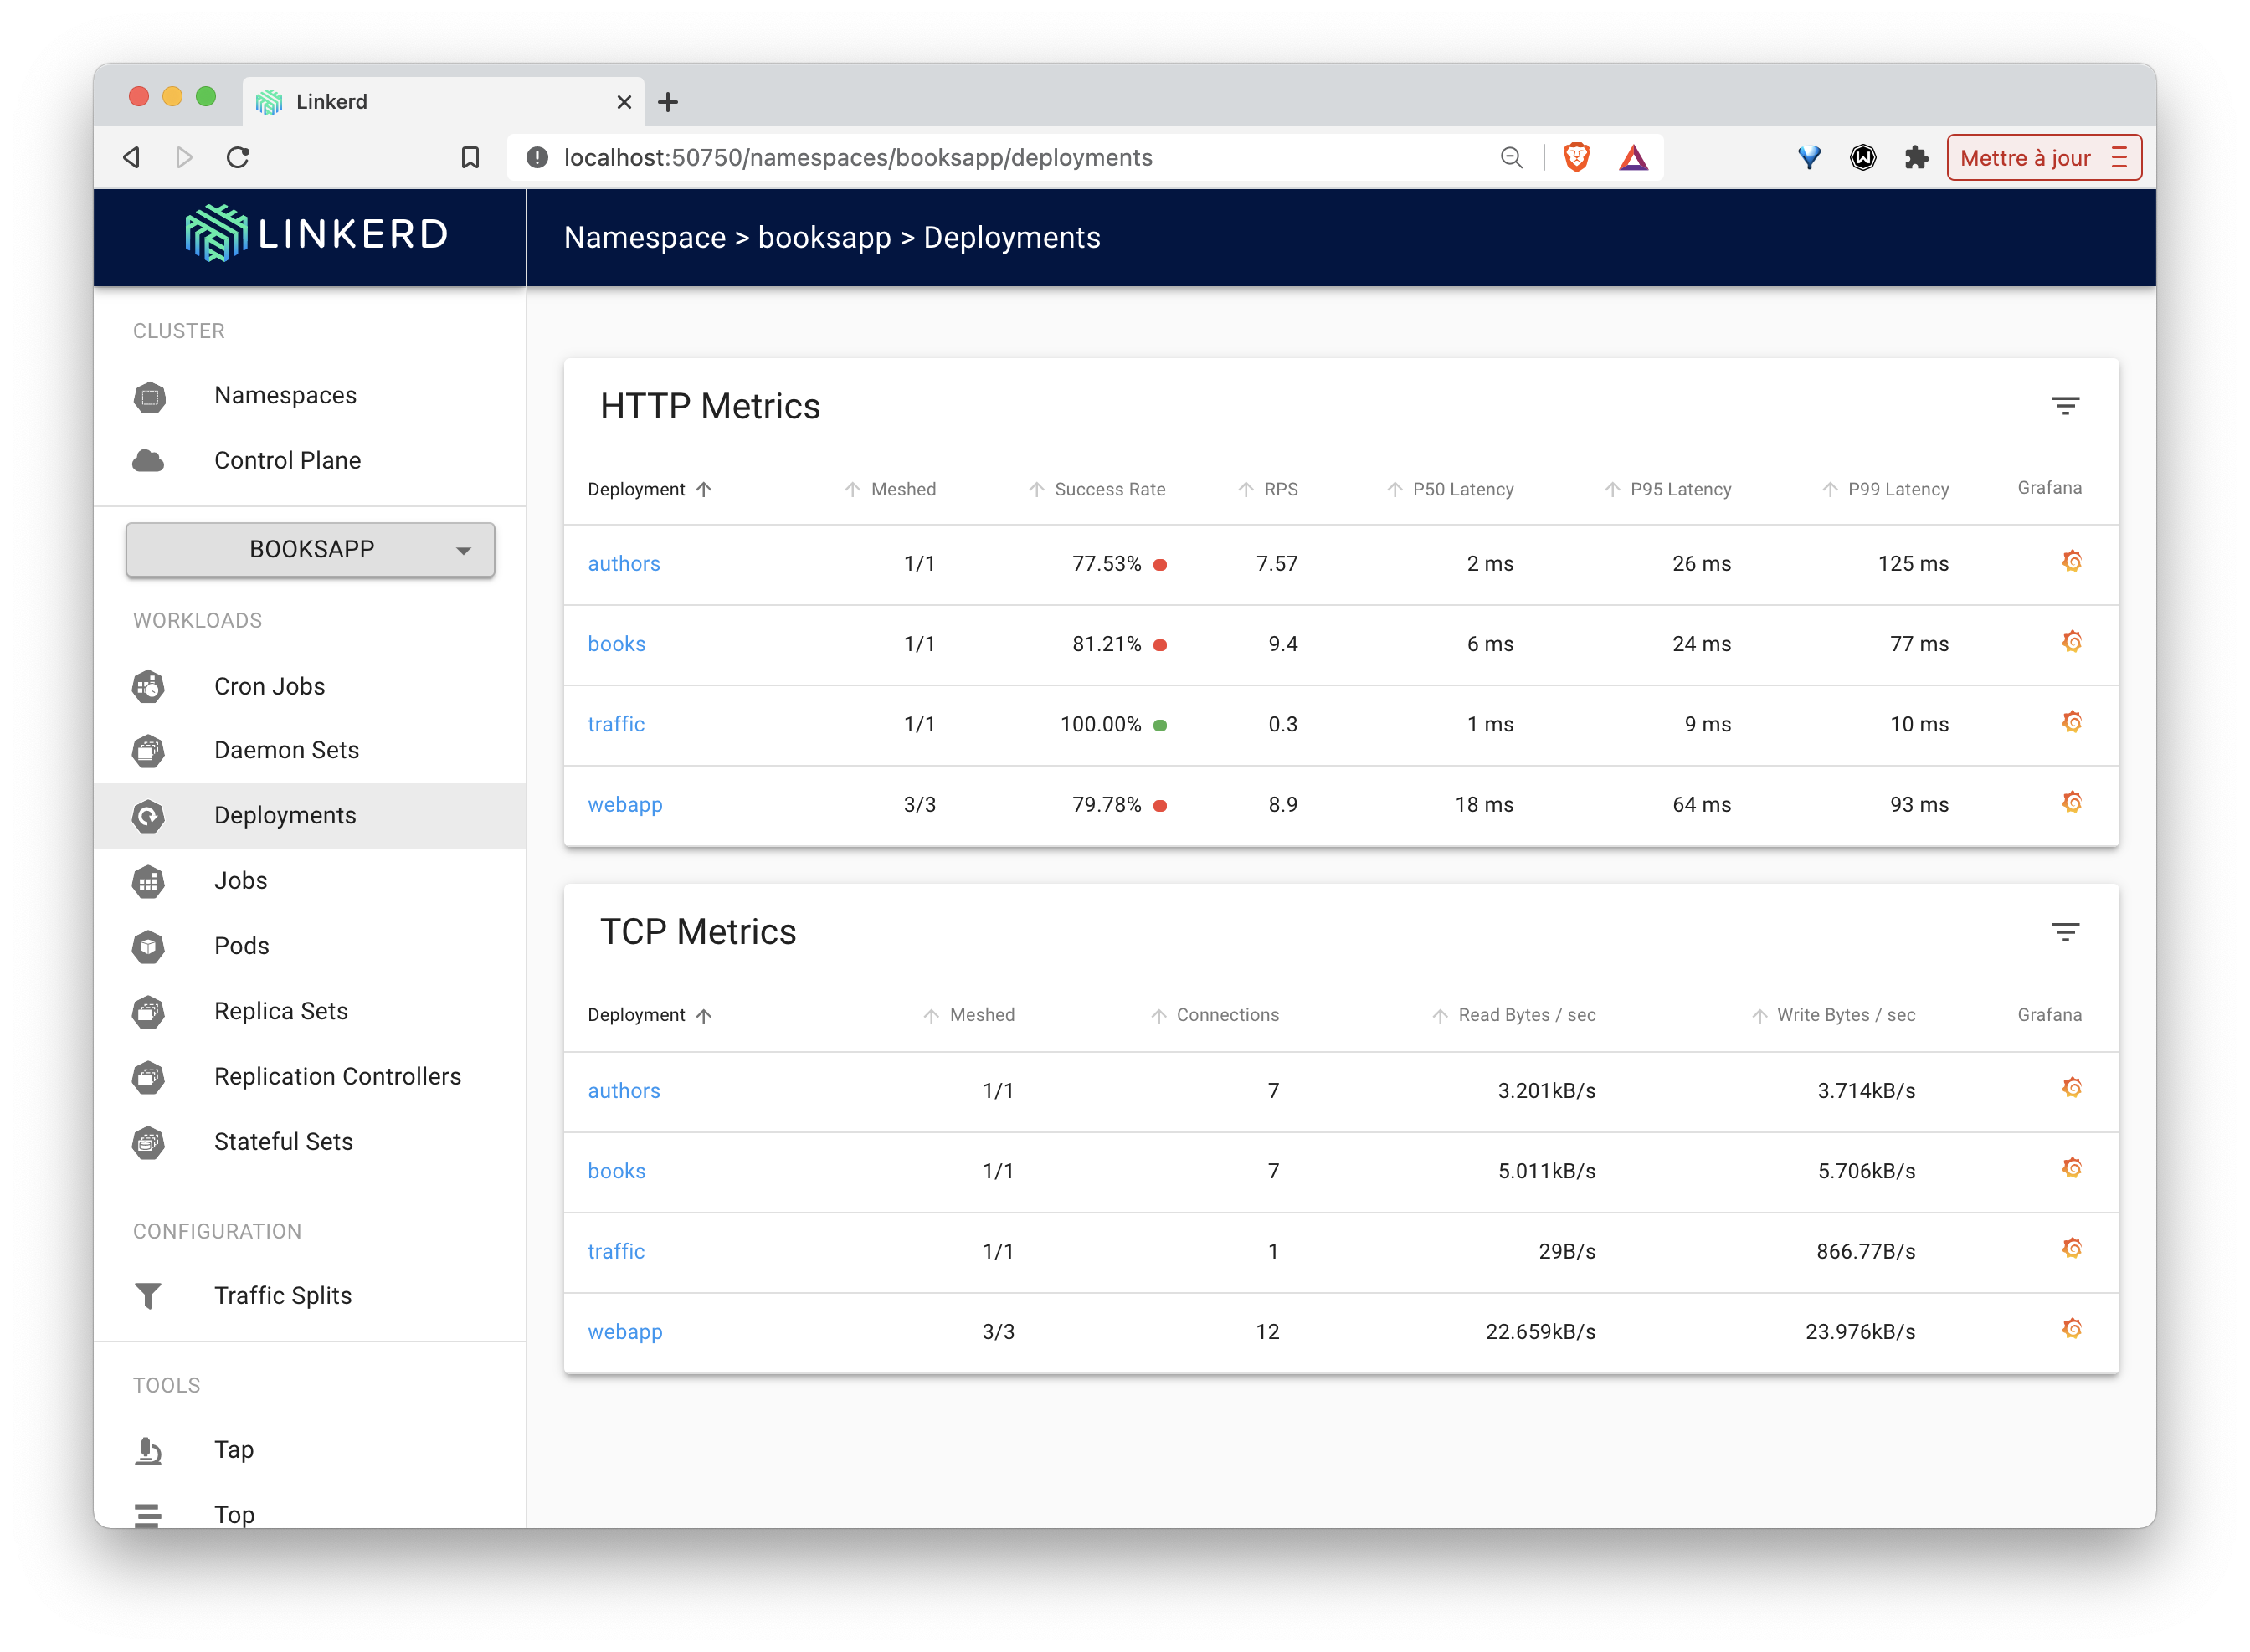 Linkerd
localhost:50750/namespaces/booksapp/deployments
Mettre à jour
LINKERD
Namespace > booksapp > Deployments
CLUSTER
Namespaces
Control Plane
BOOKSAPP
WORKLOADS
Cron Jobs
Daemon Sets
Deployments
Jobs
Pods
Replica Sets
Replication Controllers
Stateful Sets
CONFIGURATION
Traffic Splits
TOOLS
Tap
Top
HTTP Metrics
Deployment Meshed Success Rate RPS P50 Latency P95 Latency P99 Latency Grafana
authors 1/1 77.53% 7.57 2 ms 26 ms 125 ms
books 1/1 81.21% 9.4 6 ms 24 ms 77 ms
traffic 1/1 100.00% 0.3 1 ms 9 ms 10 ms
webapp 3/3 79.78% 8.9 18 ms 64 ms 93 ms
TCP Metrics
Deployment Meshed Connections Read Bytes / sec Write Bytes / sec Grafana
authors 1/1 7 3.201kB/s 3.714kB/s
books 1/1 7 5.011kB/s 5.706kB/s
traffic 1/1 1 29B/s 866.77B/s
webapp 3/3 12 22.659kB/s 23.976kB/s